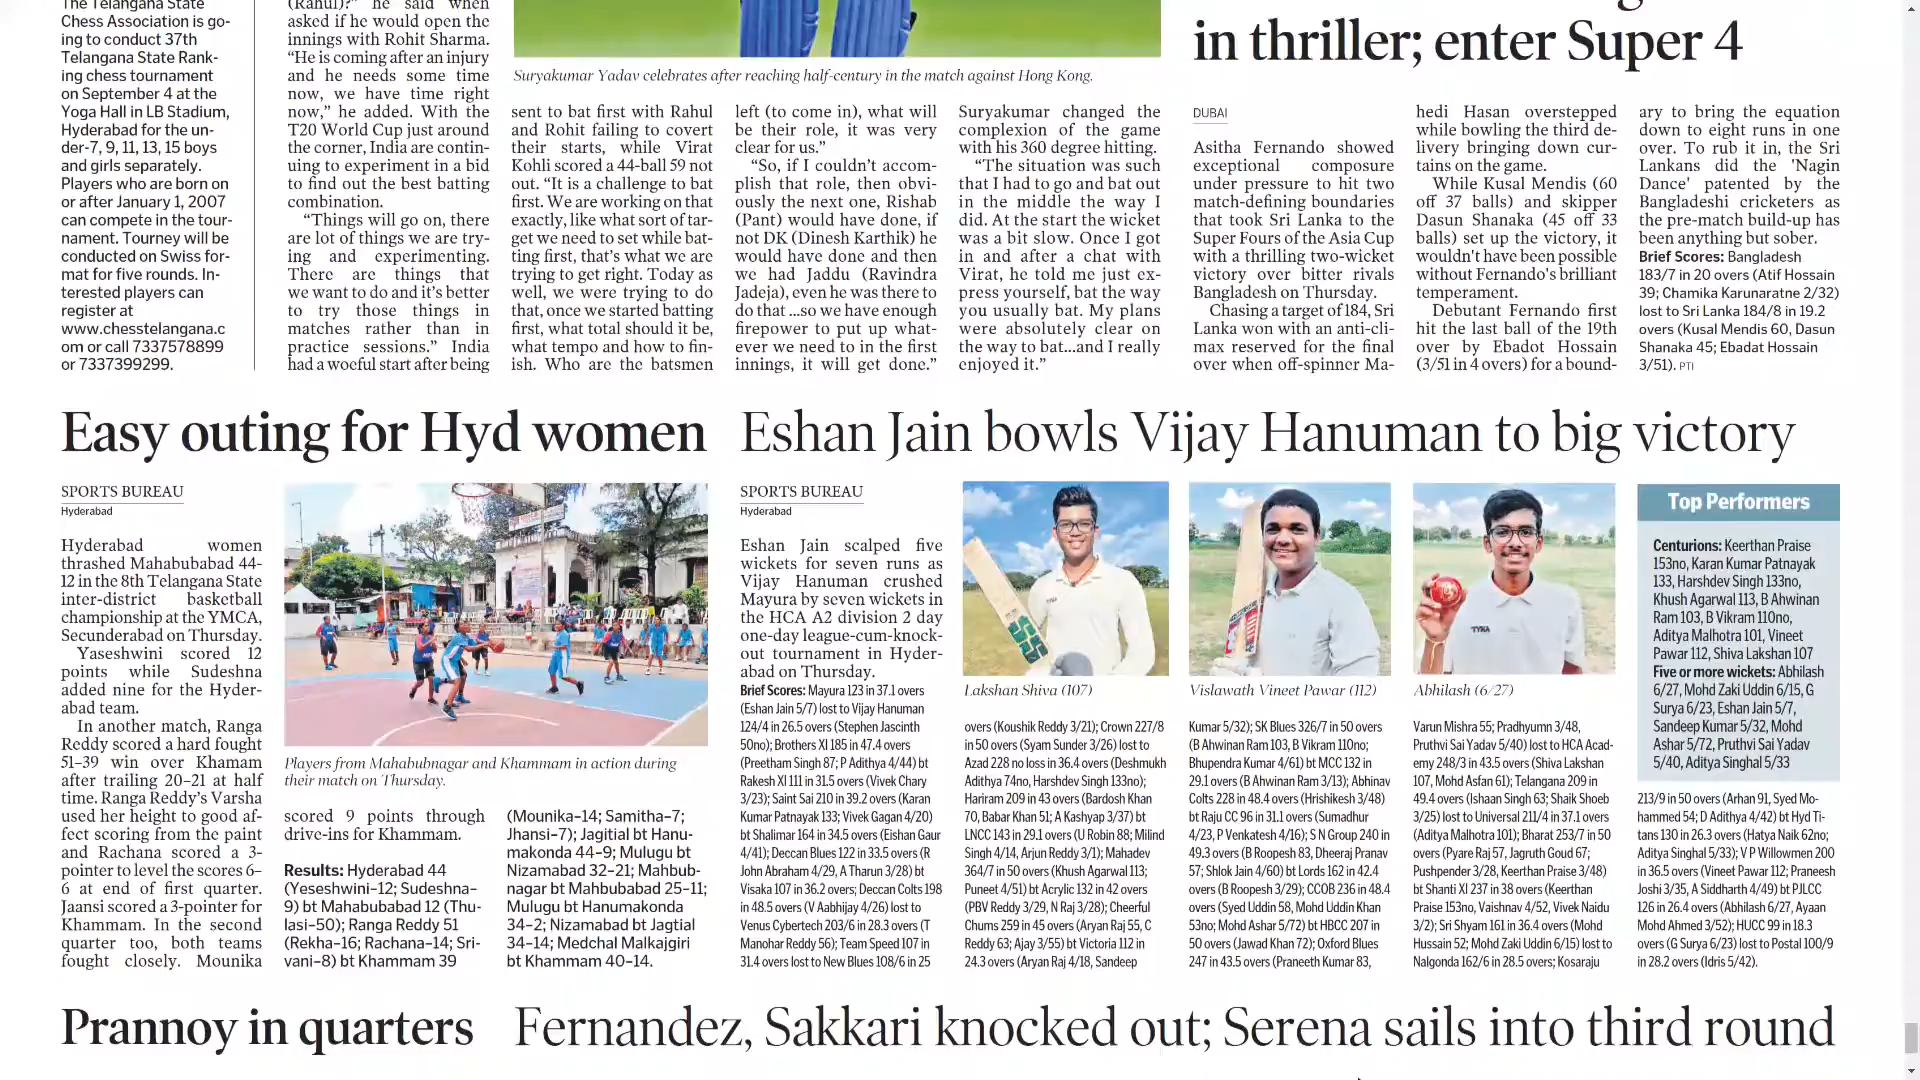 The Telangana State
Chess Association is go-
ing to conduct 37th
Telangana State Rank-
ing chess tournament
on September 4 at the
Yoga Hall in LB Stadium,
Hyderabad for the un-
der-7, 9, 11, 13, 15 boys
and girls separately.
Players who are born on
or after January 1, 2007
can compete in the tour-
nament. Tourney will be
conducted on Swiss for-
mat for five rounds. In-
terested players can
register at
www.chesstelangana.c
om or call 7337578899
or 7337399299.
(Rahul)?” he said when
asked if he would open the
innings with Rohit Sharma.
“He is coming after an injury
and he needs some time
now, we have time right
now,” he added. With the
T20 World Cup just around
the corner, India are contin-
uing to experiment in a bid
to find out the best batting
combination.
“Things will go on, there
are lot of things we are try-
ing and experimenting.
There are things that
we want to do and it’s better
to try those things in
matches rather than in
practice sessions.” India
had a woeful start after being
Suryakumar Yadav celebrates after reaching half-century in the match against Hong Kong.
sent to bat first with Rahul
and Rohit failing to covert
their starts, while Virat
Kohli scored a 44-ball 59 not
out. “It is a challenge to bat
first. We are working on that
exactly, like what sort of tar-
get we need to set while bat-
ting first, that’s what we are
trying to get right. Today as
well, we were trying to do
that, once we started batting
first, what total should it be,
what tempo and how to fin-
ish. Who are the batsmen
left (to come in), what will
be their role, it was very
clear for us.”
“So, if I couldn’t accom-
plish that role, then obvi-
ously the next one, Rishab
(Pant) would have done, if
not DK (Dinesh Karthik) he
would have done and then
we had Jaddu (Ravindra
Jadeja), even he was there to
do that ...so we have enough
firepower to put up what-
ever we need to in the first
innings, it will get done.”
Suryakumar changed the
complexion of the game
with his 360 degree hitting.
“The situation was such
that I had to go and bat out
in the middle the way I
did. At the start the wicket
was a bit slow. Once I got
in and after a chat with
Virat, he told me just ex-
press yourself, bat the way
you usually bat. My plans
were absolutely clear on
the way to bat...and I really
enjoyed it.”
in thriller; enter Super 4
DUBAI
Asitha Fernando showed
exceptional composure
under pressure to hit two
match-defining boundaries
that took Sri Lanka to the
Super Fours of the Asia Cup
with a thrilling two-wicket
victory over bitter rivals
Bangladesh on Thursday.
Chasing a target of 184, Sri
Lanka won with an anti-cli-
max reserved for the final
over when off-spinner Ma-
hedi Hasan overstepped
while bowling the third de-
livery bringing down cur-
tains on the game.
While Kusal Mendis (60
off 37 balls) and skipper
Dasun Shanaka (45 off 33
balls) set up the victory, it
wouldn't have been possible
without Fernando's brilliant
temperament.
Debutant Fernando first
hit the last ball of the 19th
over by Ebadot Hossain
(3/51 in 4 overs) for a bound-
ary to bring the equation
down to eight runs in one
over. To rub it in, the Sri
Lankans did the 'Nagin
Dance' patented by the
Bangladeshi cricketers as
the pre-match build-up has
been anything but sober.
Brief Scores: Bangladesh
183/7 in 20 overs (Atif Hossain
39; Chamika Karunaratne 2/32)
lost to Sri Lanka 184/8 in 19.2
overs (Kusal Mendis 60, Dasun
Shanaka 45; Ebadat Hossain
3/51). PTI
Easy outing for Hyd women
SPORTS BUREAU
Hyderabad
Hyderabad women
thrashed Mahabubabad 44-
12 in the 8th Telangana State
inter-district basketball
championship at the YMCA,
Secunderabad on Thursday.
Yaseshwini scored 12
points while Sudeshna
added nine for the Hyder-
abad team.
In another match, Ranga
Reddy scored a hard fought
51-39 win over Khamam
after trailing 20-21 at half
time. Ranga Reddy’s Varsha
used her height to good af-
fect scoring from the paint
and Rachana scored a 3-
pointer to level the scores 6-
6 at end of first quarter.
Jaansi scored a 3-pointer for
Khammam. In the second
quarter too, both teams
fought closely. Mounika
Players from Mahabubnagar and Khammam in action during
their match on Thursday.
scored 9 points through
drive-ins for Khammam.
Results: Hyderabad 44
(Yeseshwini-12; Sudeshna-
9) bt Mahabubabad 12 (Thu-
lasi-50); Ranga Reddy 51
(Rekha-16; Rachana-14; Sri-
vani-8) bt Khammam 39
(Mounika-14; Samitha-7;
Jhansi-7); Jagitial bt Hanu-
makonda 44-9; Mulugu bt
Nizamabad 32-21; Mahbub-
nagar bt Mahbubabad 25-11;
Mulugu bt Hanumakonda
34-2; Nizamabad bt Jagtial
34-14; Medchal Malkajgiri
bt Khammam 40-14.
Eshan Jain bowls Vijay Hanuman to big victory
SPORTS BUREAU
Hyderabad
Eshan Jain scalped five
wickets for seven runs as
Vijay Hanuman crushed
Mayura by seven wickets in
the HCA A2 division 2 day
one-day league-cum-knock-
out tournament in Hyder-
abad on Thursday.
Brief Scores: Mayura 123 in 37.1 overs
(Eshan Jain 5/7) lost to Vijay Hanuman
124/4 in 26.5 overs (Stephen Jascinth
50no); Brothers XI 185 in 47.4 overs
(Preetham Singh 87; P Adithya 4/44) bt
Rakesh XI 111 in 31.5 overs (Vivek Chary
3/23); Saint Sai 210 in 39.2 overs (Karan
Kumar Patnayak 133; Vivek Gagan 4/20)
bt Shalimar 164 in 34.5 overs (Eishan Gaur
4/41); Deccan Blues 122 in 33.5 overs (R
John Abraham 4/29, A Tharun 3/28) bt
Visaka 107 in 36.2 overs; Deccan Colts 198
in 48.5 overs (V Aabhijay 4/26) lost to
Venus Cybertech 203/6 in 28.3 overs (T
Manohar Reddy 56); Team Speed 107 in
31.4 overs lost to New Blues 108/6 in 25
Lakshan Shiva (107)
overs (Koushik Reddy 3/21); Crown 227/8
in 50 overs (Syam Sunder 3/26) lost to
Azad 228 no loss in 36.4 overs (Deshmukh
Adithya 74no, Harshdev Singh 133no);
Hariram 209 in 43 overs (Bardosh Khan
70, Babar Khan 51; A Kashyap 3/37) bt
LNCC 143 in 29.1 overs (U Robin 88; Milind
Singh 4/14, Arjun Reddy 3/1); Mahadev
364/7 in 50 overs (Khush Agarwal 113;
Puneet 4/51) bt Acrylic 132 in 42 overs
(PBV Reddy 3/29, N Raj 3/28); Cheerful
Chums 259 in 45 overs (Aryan Raj 55, C
Reddy 63; Ajay 3/55) bt Victoria 112 in
24.3 overs (Aryan Raj 4/18, Sandeep
Vislawath Vineet Pawar (112)
Kumar 5/32); SK Blues 326/7 in 50 overs
(B Ahwinan Ram 103, B Vikram 110no;
Bhupendra Kumar 4/61) bt MCC 132 in
29.1 overs (B Ahwinan Ram 3/13); Abhinav
Colts 228 in 48.4 overs (Hrishikesh 3/48)
bt Raju CC 96 in 31.1 overs (Sumadhur
4/23, P Venkatesh 4/16); S N Group 240 in
49.3 overs (B Roopesh 83, Dheeraj Pranav
57; Shlok Jain 4/60) bt Lords 162 in 42.4
overs (B Roopesh 3/29); CCOB 236 in 48.4
overs (Syed Uddin 58, Mohd Uddin Khan
53no; Mohd Ashar 5/72) bt HBCC 207 in
50 overs (Jawad Khan 72); Oxford Blues
247 in 43.5 overs (Praneeth Kumar 83,
TYKA
Abhilash (6/27)
Varun Mishra 55; Pradhyumn 3/48,
Pruthvi Sai Yadav 5/40) lost to HCA Acad-
emy 248/3 in 43.5 overs (Shiva Lakshan
107, Mohd Asfan 61); Telangana 209 in
49.4 overs (Ishaan Singh 63; Shaik Shoeb
3/25) lost to Universal 211/4 in 37.1 overs
(Aditya Malhotra 101); Bharat 253/7 in 50
overs (Pyare Raj 57, Jagruth Goud 67;
Pushpender 3/28, Keerthan Praise 3/48)
bt Shanti XI 237 in 38 overs (Keerthan
Praise 153no, Vaishnav 4/52, Vivek Naidu
3/2); Sri Shyam 161 in 36.4 overs (Mohd
Hussain 52; Mohd Zaki Uddin 6/15) lost to
Nalgonda 162/6 in 28.5 overs; Kosaraju
Top Performers
Centurions: Keerthan Praise
153no, Karan Kumar Patnayak
133, Harshdev Singh 133no,
Khush Agarwal 113, B Ahwinan
Ram 103, B Vikram 110no,
Aditya Malhotra 101, Vineet
Pawar 112, Shiva Lakshan 107
Five or more wickets: Abhilash
6/27, Mohd Zaki Uddin 6/15, G
Surya 6/23, Eshan Jain 5/7,
Sandeep Kumar 5/32, Mohd
Ashar 5/72, Pruthvi Sai Yadav
5/40, Aditya Singhal 5/33
213/9 in 50 overs (Arhan 91, Syed Mo-
hammed 54; D Adithya 4/42) bt Hyd Ti-
tans 130 in 26.3 overs (Hatya Naik 62no;
Aditya Singhal 5/33); V P Willowmen 200
in 36.5 overs (Vineet Pawar 112; Praneesh
Joshi 3/35, A Siddharth 4/49) bt PJLCC
126 in 26.4 overs (Abhilash 6/27, Ayaan
Mohd Ahmed 3/52); HUCC 99 in 18.3
overs (G Surya 6/23) lost to Postal 100/9
in 28.2 overs (Idris 5/42).
Prannoy in quarters
Fernandez, Sakkari knocked out; Serena sails into third round